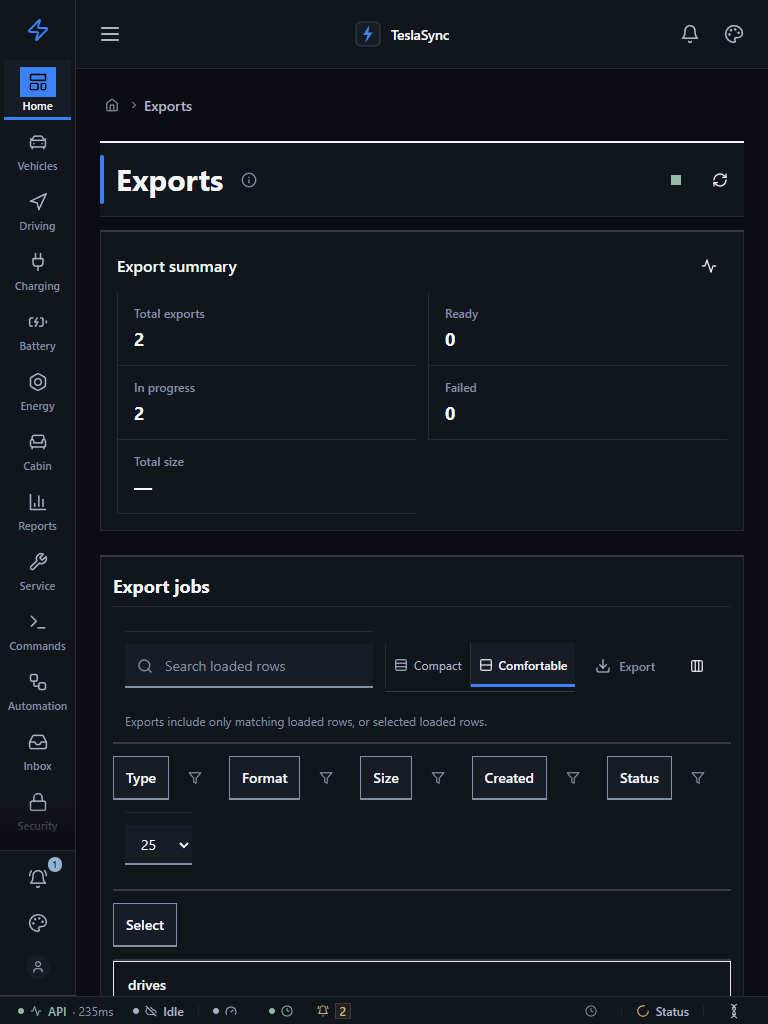 TeslaSync
Home
Vehicles
Driving
Charging
Battery
Energy
Cabin
Reports
Service
Commands
Automation
Inbox
Security
1
Exports
Exports
Export summary
Total exports
2
Ready
0
In progress
2
Failed
0
Total size
—
Export jobs
Search loaded rows
Compact
Comfortable
Export
Exports include only matching loaded rows, or selected loaded rows.
Type
Format
Size
Created
Status
25
Select
drives
API · 235ms
Idle
2
Status